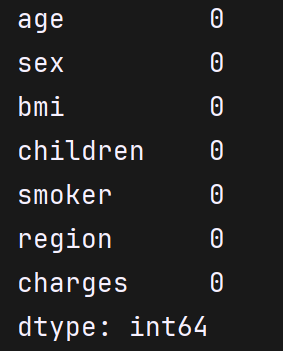 age 0
sex 0
bmi 0
children 0
smoker 0
region 0
charges 0
dtype: int64